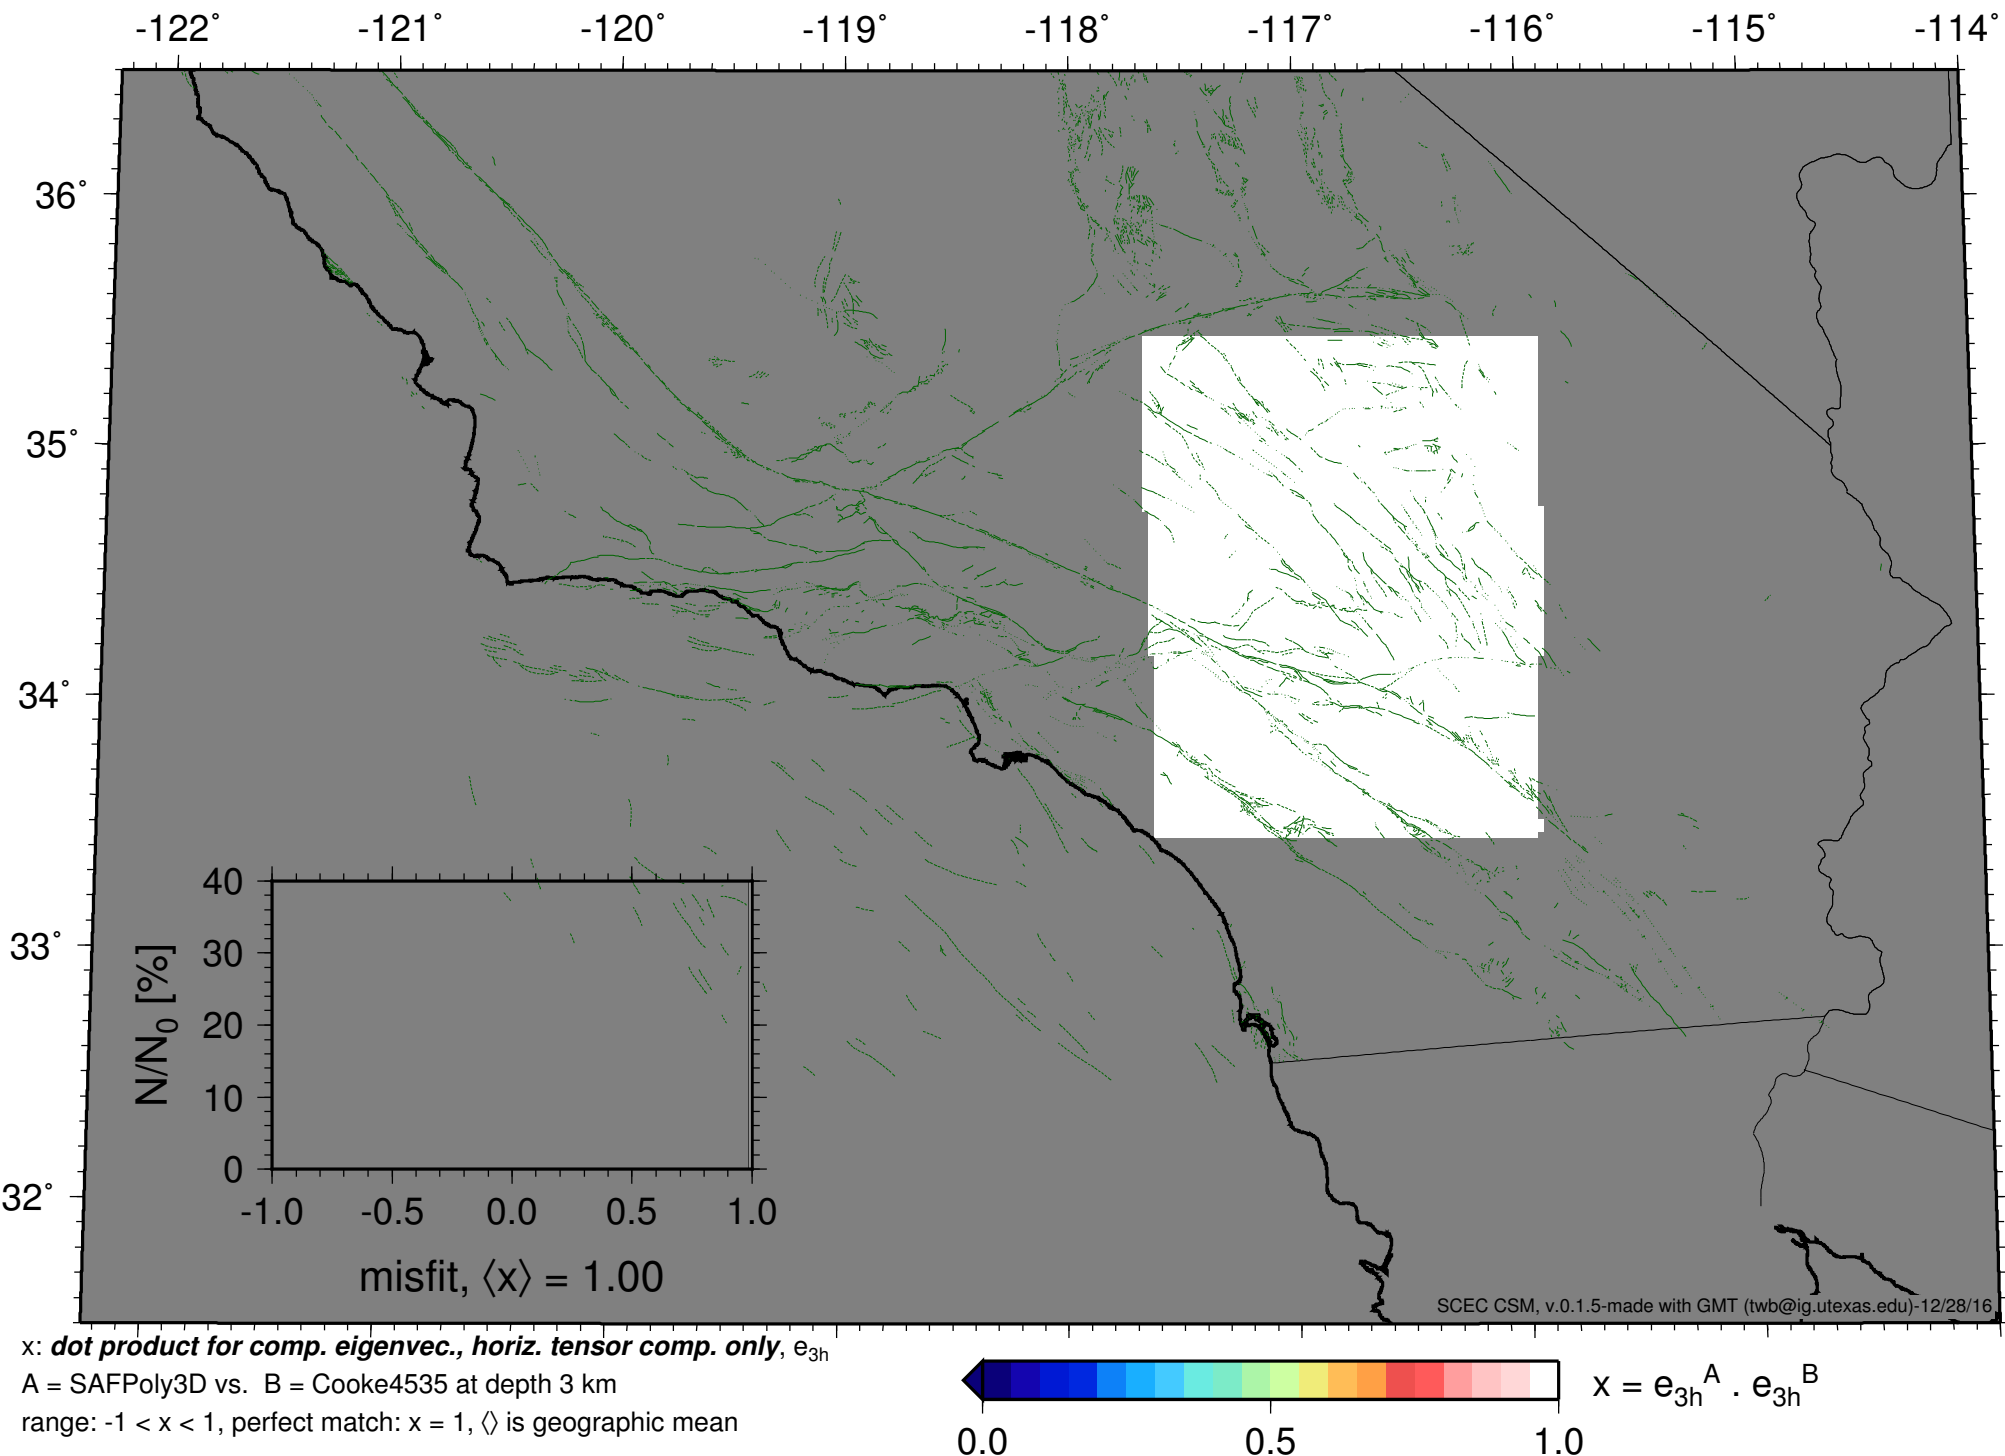 -122° -121° -120° -119° -118° -117° -116° -115° -114°
36°
35°
34°
33°
32°
40
30
20
10
0
N/N0 [%]
-1.0 -0.5 0.0 0.5 1.0
misfit, ⟨x⟩ = 1.00
SCEC CSM, v.0.1.5-made with GMT (twb@ig.utexas.edu)-12/28/16
x: dot product for comp. eigenvec., horiz. tensor comp. only, e3h
A = SAFPoly3D vs. B = Cooke4535 at depth 3 km
range: -1 < x < 1, perfect match: x = 1, ⟨⟩ is geographic mean
x = e3h^A . e3h^B
0.0 0.5 1.0